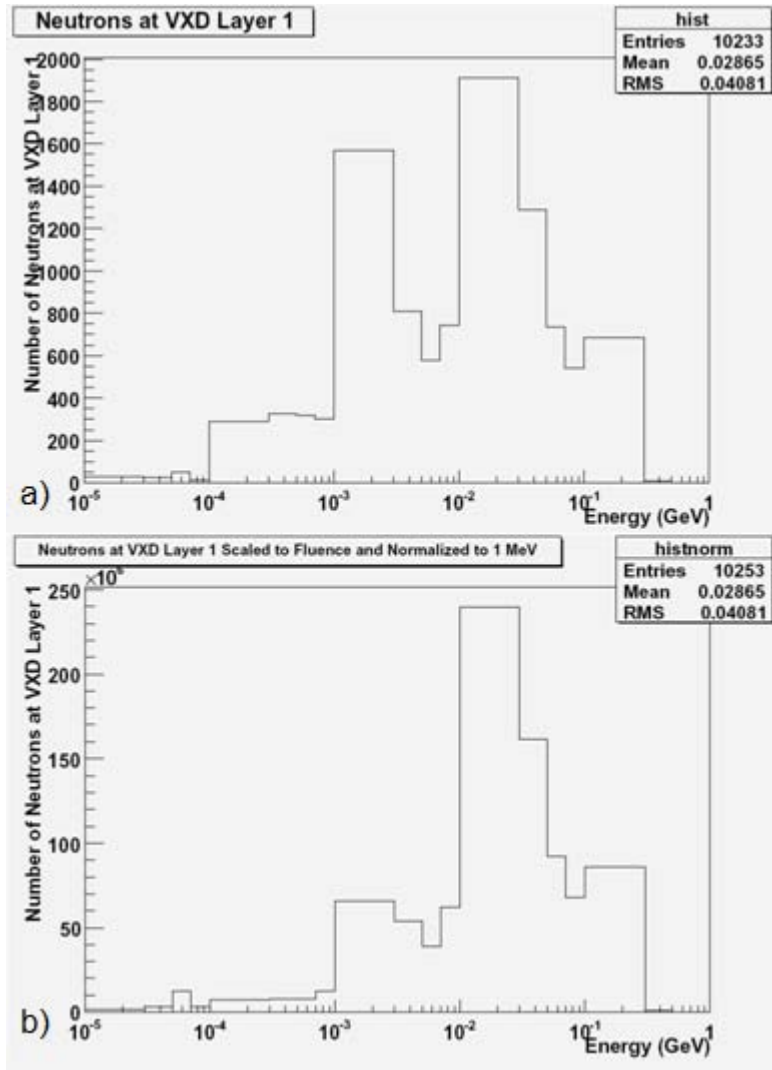 Neutrons at VXD Layer 1
hist
Entries 10233
Mean 0.02865
RMS 0.04081
Number of Neutrons at VXD Layer 1
2000
1800
1600
1400
1200
1000
800
600
400
200
0
10-5 10-4 10-3 10-2 10-1 1
Energy (GeV)
a)
Neutrons at VXD Layer 1 Scaled to Fluence and Normalized to 1 MeV
histnorm
Entries 10253
Mean 0.02865
RMS 0.04081
Number of Neutrons at VXD Layer 1
250
200
150
100
50
0
10-5 10-4 10-3 10-2 10-1 1
Energy (GeV)
b)